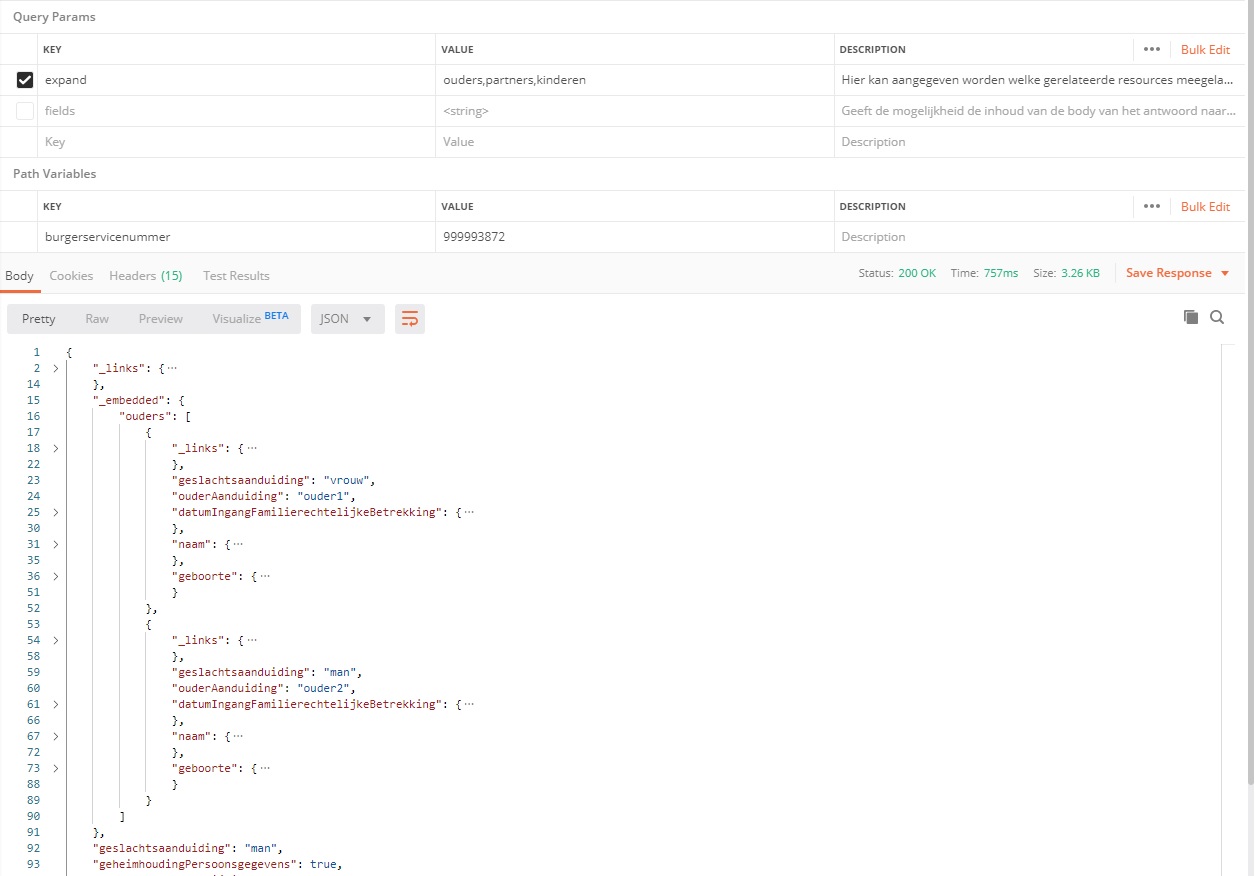 Query Params
KEY VALUE DESCRIPTION ••• Bulk Edit
expand ouders,partners,kinderen Hier kan aangegeven worden welke gerelateerde resources meegela...
fields <string> Geeft de mogelijkheid de inhoud van de body van het antwoord naar...
Key Value Description
Path Variables
KEY VALUE DESCRIPTION ••• Bulk Edit
burgerservicenummer 999993872 Description
Body Cookies Headers (15) Test Results Status: 200 OK Time: 757ms Size: 3.26 KB Save Response
Pretty Raw Preview Visualize BETA JSON
1 {
2 "_links": {···
14 },
15 "_embedded": {
16 "ouders": [
17 {
18 "_links": {···
22 },
23 "geslachtsaanduiding": "vrouw",
24 "ouderAanduiding": "ouder1",
25 "datumIngangFamilierechtelijkeBetrekking": {···
30 },
31 "naam": {···
35 },
36 "geboorte": {···
51 }
52 },
53 {
54 "_links": {···
58 },
59 "geslachtsaanduiding": "man",
60 "ouderAanduiding": "ouder2",
61 "datumIngangFamilierechtelijkeBetrekking": {···
66 },
67 "naam": {···
72 },
73 "geboorte": {···
88 }
89 }
90 ]
91 },
92 "geslachtsaanduiding": "man",
93 "geheimhoudingPersoonsgegevens": true,